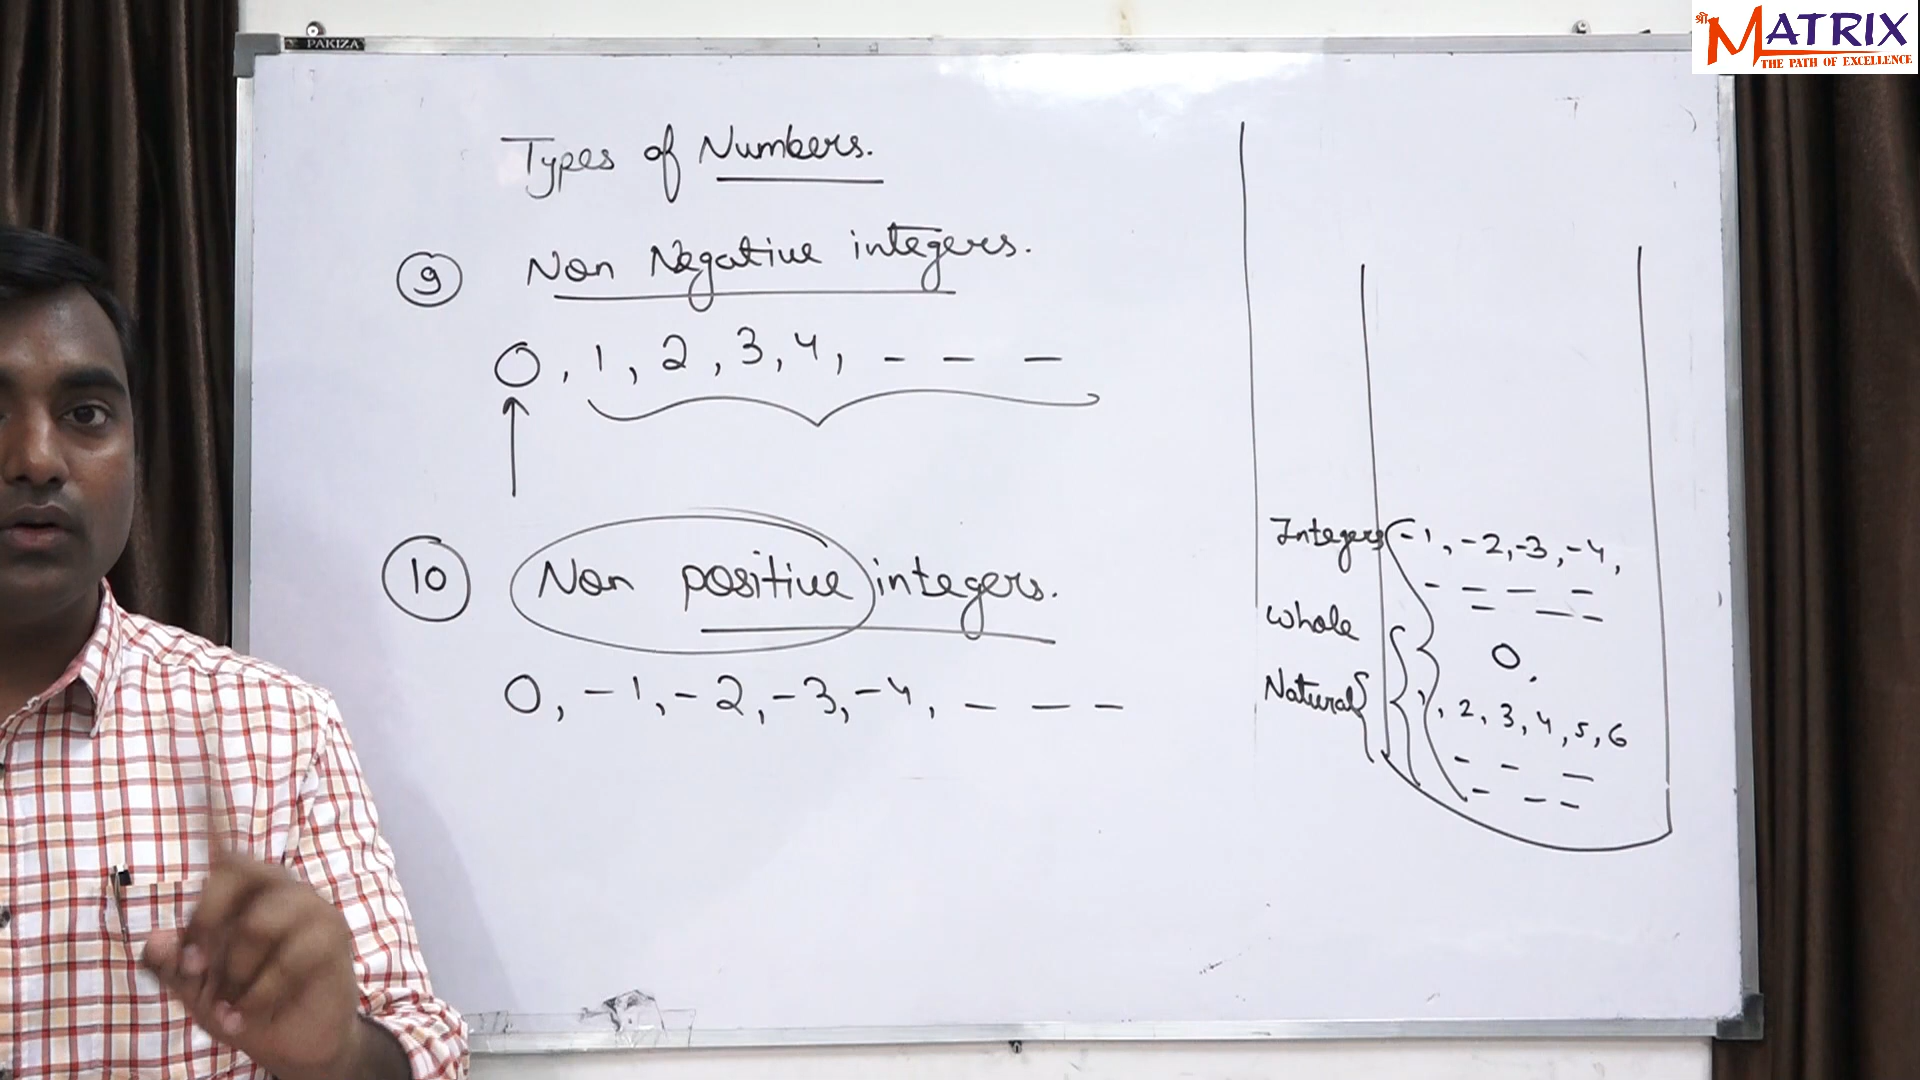 PAKIZA
श्री MATRIX
THE PATH OF EXCELLENCE
Types of Numbers.
9 Non Negative integers.
0, 1, 2, 3, 4, – – –
10 Non positive integers.
0, -1, -2, -3, -4, – – –
Integers -1, -2, -3, -4,
– – – –
– – –
Whole 0,
Natural 1, 2, 3, 4, 5, 6
– – –
– – –